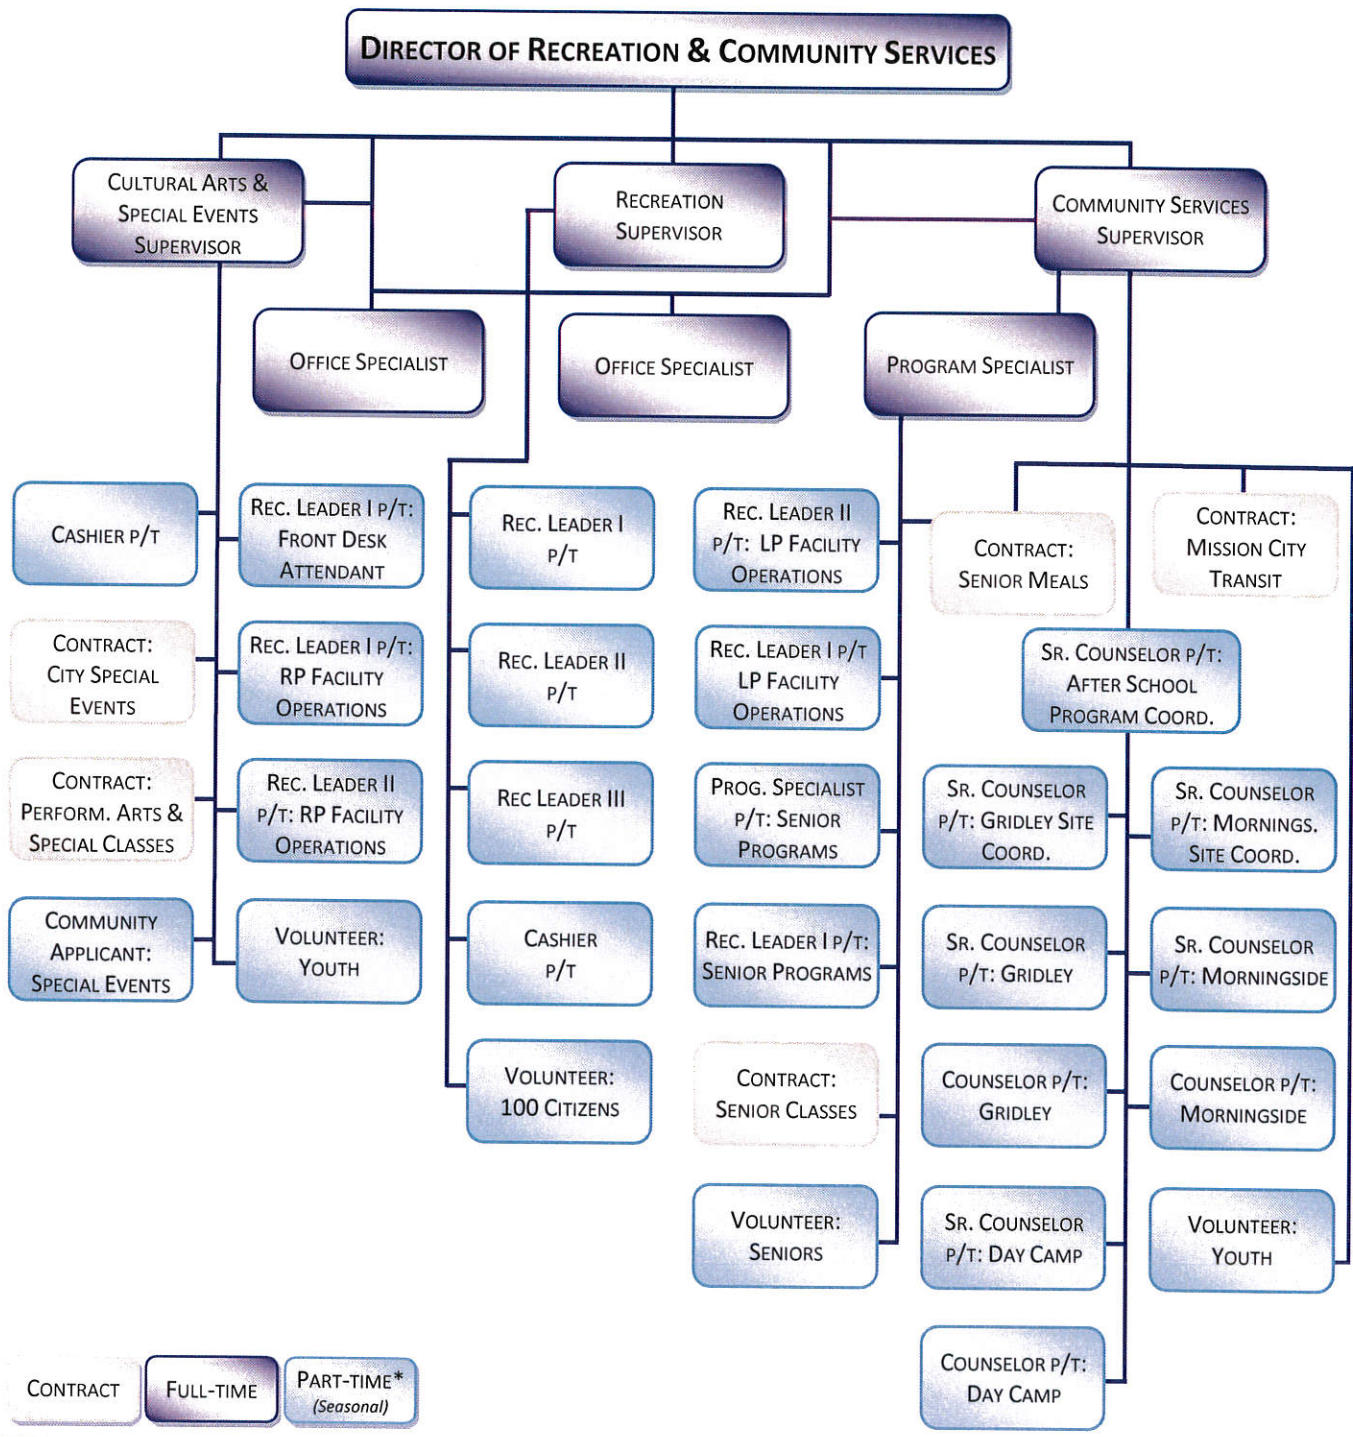 DIRECTOR OF RECREATION & COMMUNITY SERVICES
CULTURAL ARTS &
SPECIAL EVENTS
SUPERVISOR
RECREATION
SUPERVISOR
COMMUNITY SERVICES
SUPERVISOR
OFFICE SPECIALIST
OFFICE SPECIALIST
PROGRAM SPECIALIST
CASHIER P/T
REC. LEADER I P/T:
FRONT DESK
ATTENDANT
REC. LEADER I
P/T
REC. LEADER II
P/T: LP FACILITY
OPERATIONS
CONTRACT:
SENIOR MEALS
CONTRACT:
MISSION CITY
TRANSIT
CONTRACT:
CITY SPECIAL
EVENTS
REC. LEADER I P/T:
RP FACILITY
OPERATIONS
REC. LEADER II
P/T
REC. LEADER I P/T
LP FACILITY
OPERATIONS
SR. COUNSELOR P/T:
AFTER SCHOOL
PROGRAM COORD.
CONTRACT:
PERFORM. ARTS &
SPECIAL CLASSES
REC. LEADER II
P/T: RP FACILITY
OPERATIONS
REC LEADER III
P/T
PROG. SPECIALIST
P/T: SENIOR
PROGRAMS
SR. COUNSELOR
P/T: GRIDLEY SITE
COORD.
SR. COUNSELOR
P/T: MORNINGS.
SITE COORD.
COMMUNITY
APPLICANT:
SPECIAL EVENTS
VOLUNTEER:
YOUTH
CASHIER
P/T
REC. LEADER I P/T:
SENIOR PROGRAMS
SR. COUNSELOR
P/T: GRIDLEY
SR. COUNSELOR
P/T: MORNINGSIDE
VOLUNTEER:
100 CITIZENS
CONTRACT:
SENIOR CLASSES
COUNSELOR P/T:
GRIDLEY
COUNSELOR P/T:
MORNINGSIDE
VOLUNTEER:
SENIORS
SR. COUNSELOR
P/T: DAY CAMP
VOLUNTEER:
YOUTH
COUNSELOR P/T:
DAY CAMP
CONTRACT
FULL-TIME
PART-TIME*
(Seasonal)